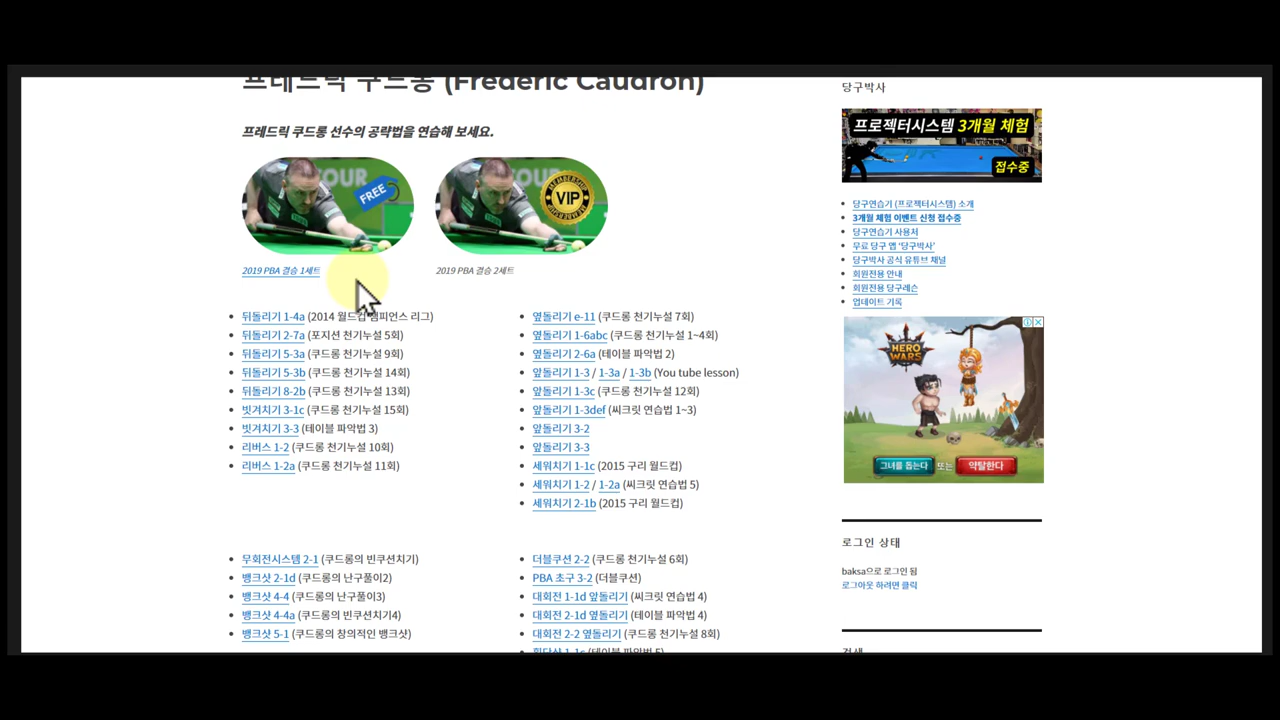 프레드릭 쿠드롱 (Frederic Caudron)
프레드릭 쿠드롱 선수의 공략법을 연습해 보세요.
TOUR
FREE
TOUR
MEMBERSHIP
VIP
2019 PBA 결승 1세트
2019 PBA 결승 2세트
뒤돌리기 1-4a (2014 월드컵 챔피언스 리그)
뒤돌리기 2-7a (포지션 천기누설 5회)
뒤돌리기 5-3a (쿠드롱 천기누설 9회)
뒤돌리기 5-3b (쿠드롱 천기누설 14회)
뒤돌리기 8-2b (쿠드롱 천기누설 13회)
빗겨치기 3-1c (쿠드롱 천기누설 15회)
빗겨치기 3-3 (테이블 파악법 3)
리버스 1-2 (쿠드롱 천기누설 10회)
리버스 1-2a (쿠드롱 천기누설 11회)
옆돌리기 e-11 (쿠드롱 천기누설 7회)
옆돌리기 1-6abc (쿠드롱 천기누설 1~4회)
옆돌리기 2-6a (테이블 파악법 2)
앞돌리기 1-3 / 1-3a / 1-3b (You tube lesson)
앞돌리기 1-3c (쿠드롱 천기누설 12회)
앞돌리기 1-3def (씨크릿 연습법 1~3)
앞돌리기 3-2
앞돌리기 3-3
세워치기 1-1c (2015 구리 월드컵)
세워치기 1-2 / 1-2a (씨크릿 연습법 5)
세워치기 2-1b (2015 구리 월드컵)
무회전시스템 2-1 (쿠드롱의 빈쿠션치기)
뱅크샷 2-1d (쿠드롱의 난구풀이2)
뱅크샷 4-4 (쿠드롱의 난구풀이3)
뱅크샷 4-4a (쿠드롱의 빈쿠션치기4)
뱅크샷 5-1 (쿠드롱의 창의적인 뱅크샷)
더블쿠션 2-2 (쿠드롱 천기누설 6회)
PBA 초구 3-2 (더블쿠션)
대회전 1-1d 앞돌리기 (씨크릿 연습법 4)
대회전 2-1d 옆돌리기 (테이블 파악법 4)
대회전 2-2 옆돌리기 (쿠드롱 천기누설 8회)
횡단샷 1-1c (테이블 파악법 5)
당구박사
프로젝터시스템 3개월 체험
접수중
당구연습기 (프로젝터시스템) 소개
3개월 체험 이벤트 신청 접수중
당구연습기 사용처
무료 당구 앱 '당구박사'
당구박사 공식 유튜브 채널
회원전용 안내
회원전용 당구레슨
업데이트 기록
HERO
WARS
그녀를 돕는다 또는 약탈한다
로그인 상태
baksa으로 로그인 됨
로그아웃 하려면 클릭
검색